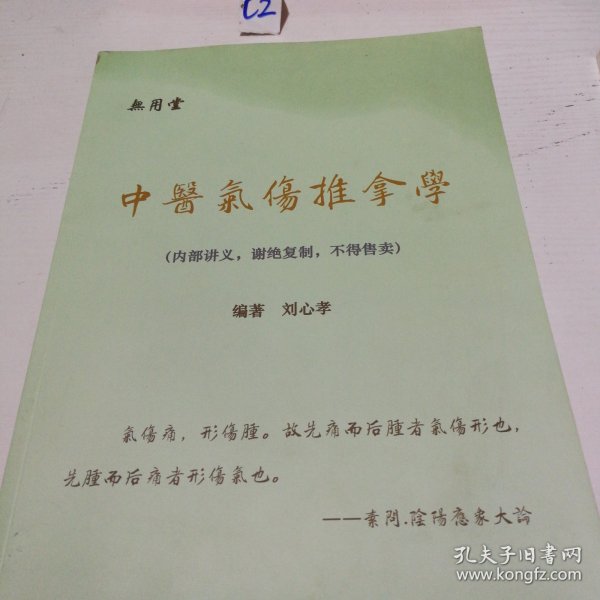 C2
無用堂
中醫氣傷推拿學
（内部讲义，谢绝复制，不得售卖）
编著 刘心孝
氣傷痛，形傷腫。故先痛而后腫者氣傷形也，
先腫而后痛者形傷氣也。
——素問.陰陽應象大論
孔夫子旧书网
www.kongfz.com